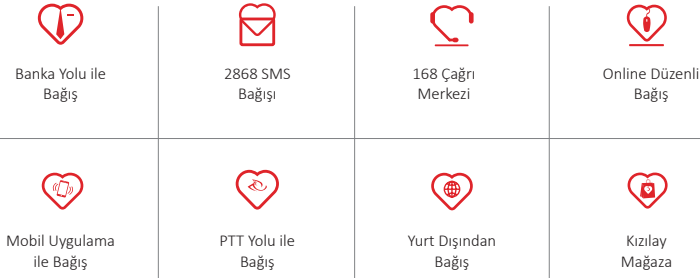 Banka Yolu ile
Bağış
2868 SMS
Bağışı
168 Çağrı
Merkezi
Online Düzenli
Bağış
Mobil Uygulama
ile Bağış
PTT Yolu ile
Bağış
Yurt Dışından
Bağış
Kızılay
Mağaza